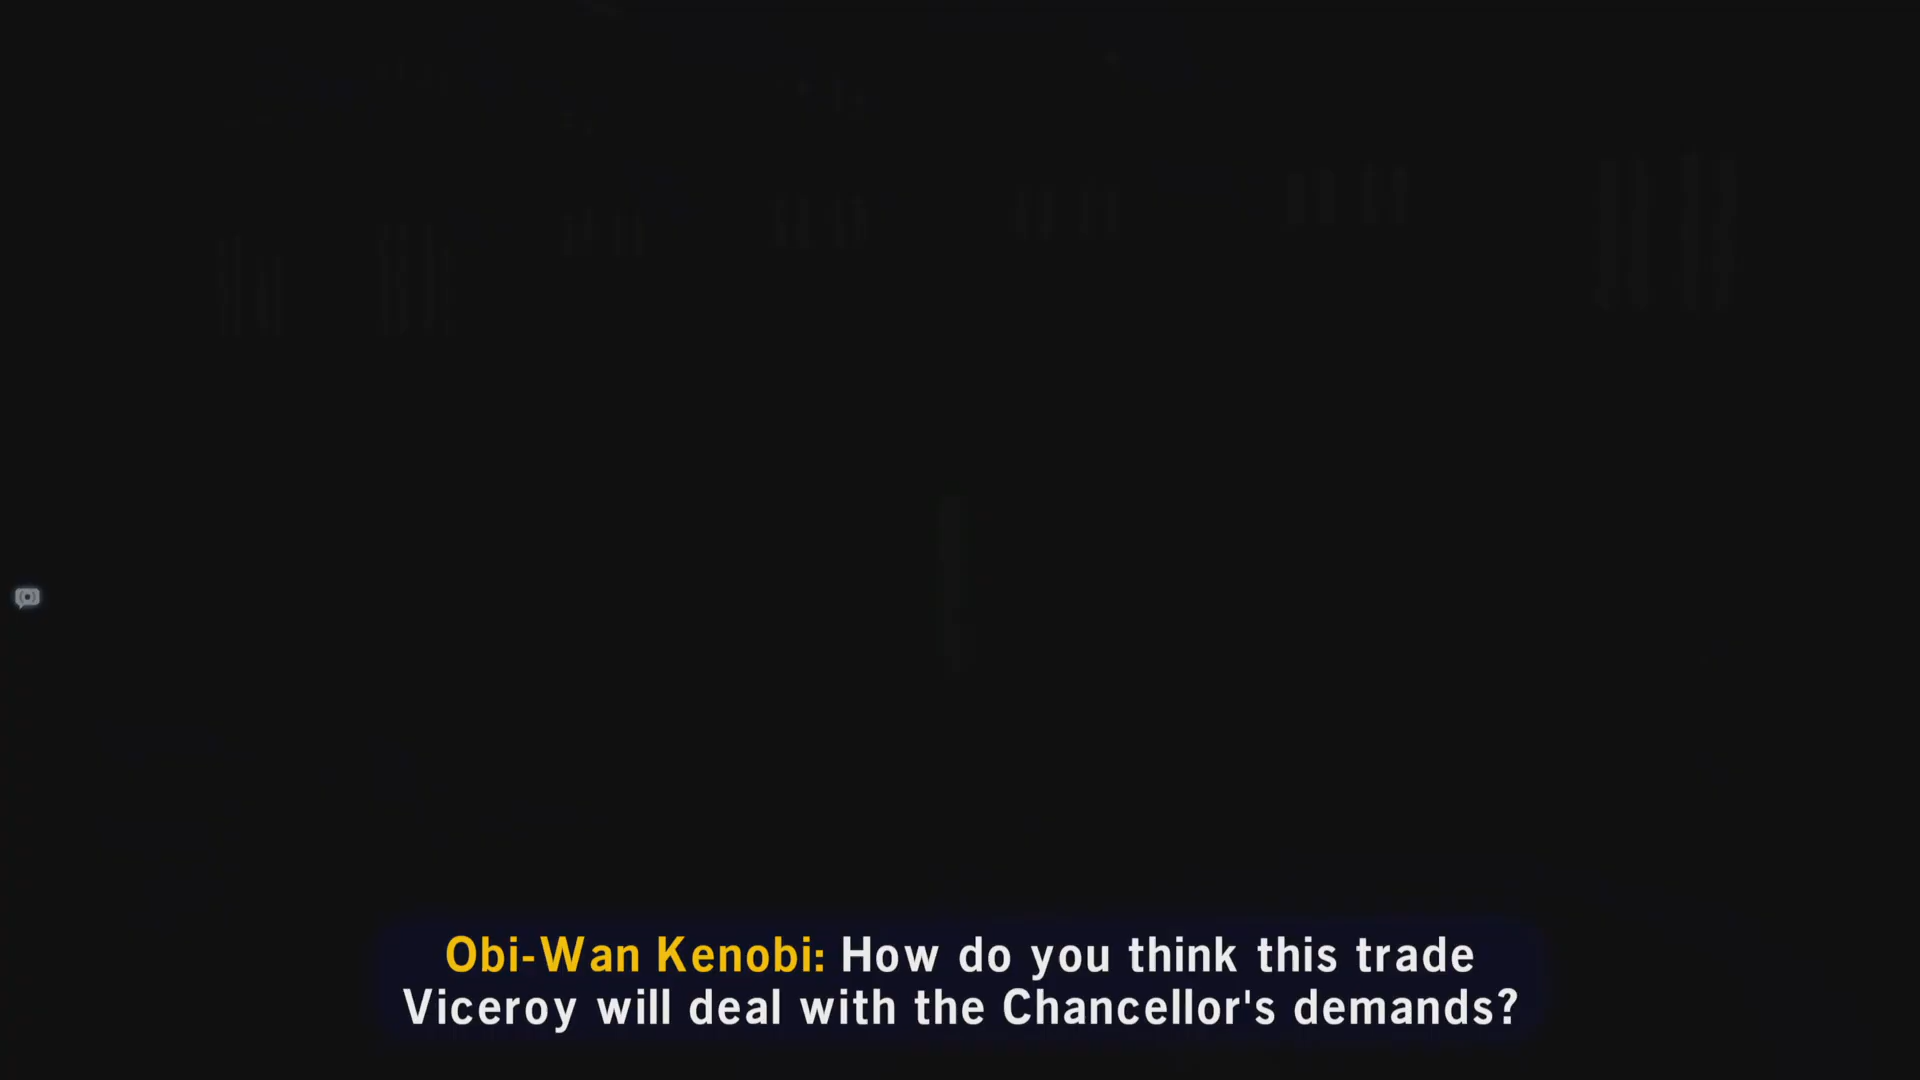 Obi-Wan Kenobi: How do you think this trade
Viceroy will deal with the Chancellor's demands?